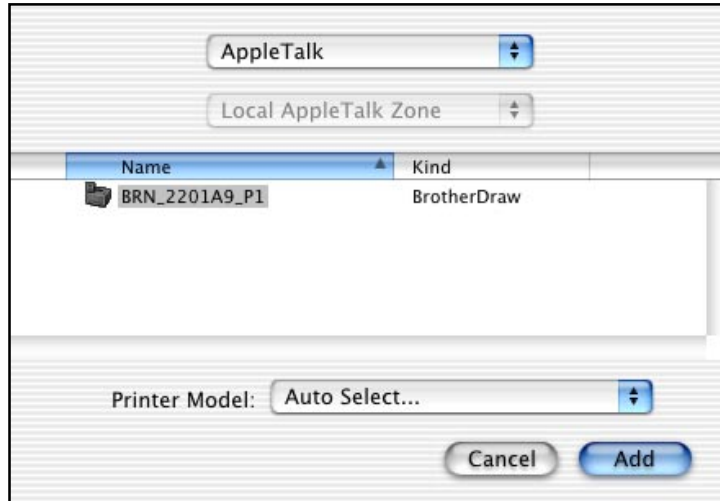 AppleTalk
Local AppleTalk Zone
Name Kind
BRN_2201A9_P1 BrotherDraw
Printer Model: Auto Select...
Cancel Add